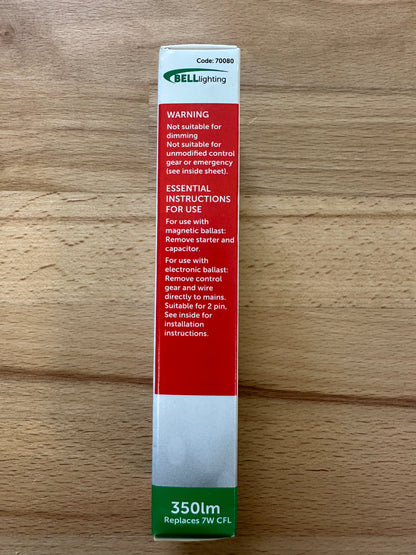 Code: 70080
BELLlighting
WARNING
Not suitable for
dimming
Not suitable for
unmodified control
gear or emergency
(see inside sheet).
ESSENTIAL
INSTRUCTIONS
FOR USE
For use with
magnetic ballast:
Remove starter and
capacitor.
For use with
electronic ballast:
Remove control
gear and wire
directly to mains.
Suitable for 2 pin.
See inside for
installation
instructions.
350lm
Replaces 7W CFL